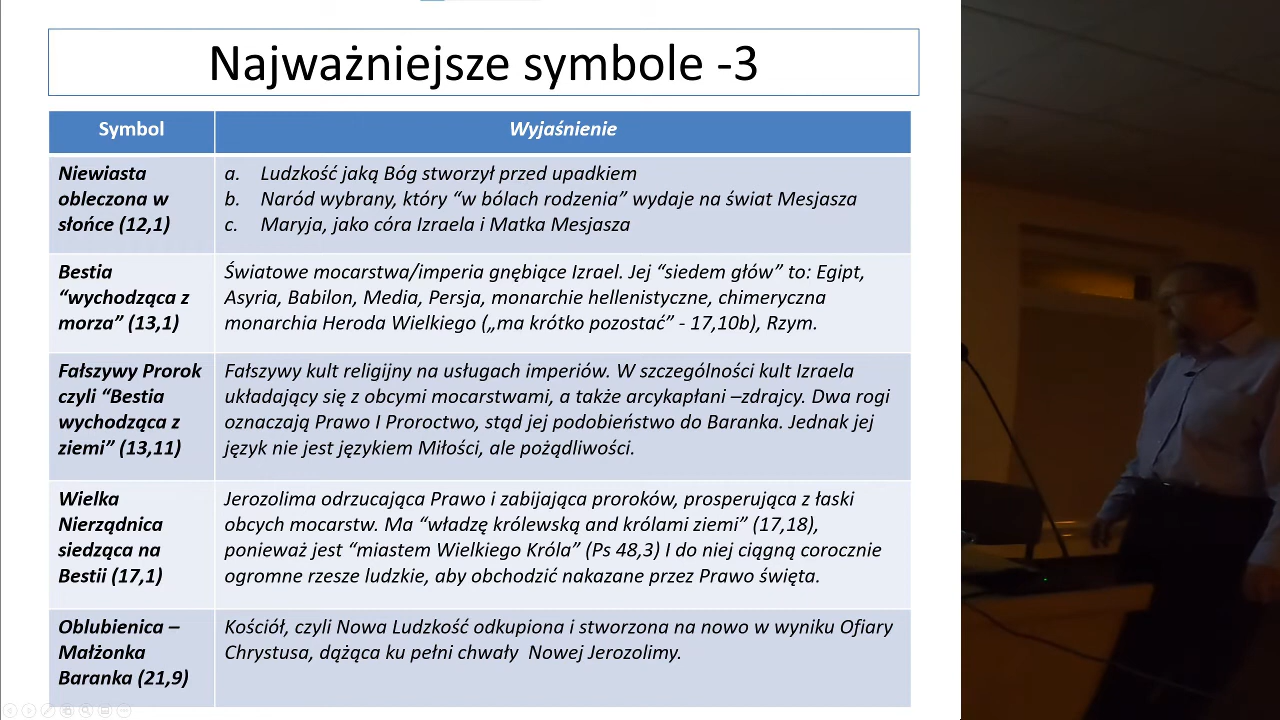 Najważniejsze symbole -3
Symbol
Wyjaśnienie
Niewiasta
obleczona w
słońce (12,1)
a. Ludzkość jaką Bóg stworzył przed upadkiem
b. Naród wybrany, który “w bólach rodzenia” wydaje na świat Mesjasza
c. Maryja, jako córa Izraela i Matka Mesjasza
Bestia
“wychodząca z
morza” (13,1)
Światowe mocarstwa/imperia gnębiące Izrael. Jej “siedem głów” to: Egipt,
Asyria, Babilon, Media, Persja, monarchie hellenistyczne, chimeryczna
monarchia Heroda Wielkiego („ma krótko pozostać” - 17,10b), Rzym.
Fałszywy Prorok
czyli “Bestia
wychodząca z
ziemi” (13,11)
Fałszywy kult religijny na usługach imperiów. W szczególności kult Izraela
układający się z obcymi mocarstwami, a także arcykapłani –zdrajcy. Dwa rogi
oznaczają Prawo I Proroctwo, stąd jej podobieństwo do Baranka. Jednak jej
język nie jest językiem Miłości, ale pożądliwości.
Wielka
Nierządnica
siedząca na
Bestii (17,1)
Jerozolima odrzucająca Prawo i zabijająca proroków, prosperująca z łaski
obcych mocarstw. Ma “władzę królewską and królami ziemi” (17,18),
ponieważ jest “miastem Wielkiego Króla” (Ps 48,3) I do niej ciągną corocznie
ogromne rzesze ludzkie, aby obchodzić nakazane przez Prawo święta.
Oblubienica –
Małżonka
Baranka (21,9)
Kościół, czyli Nowa Ludzkość odkupiona i stworzona na nowo w wyniku Ofiary
Chrystusa, dążąca ku pełni chwały Nowej Jerozolimy.